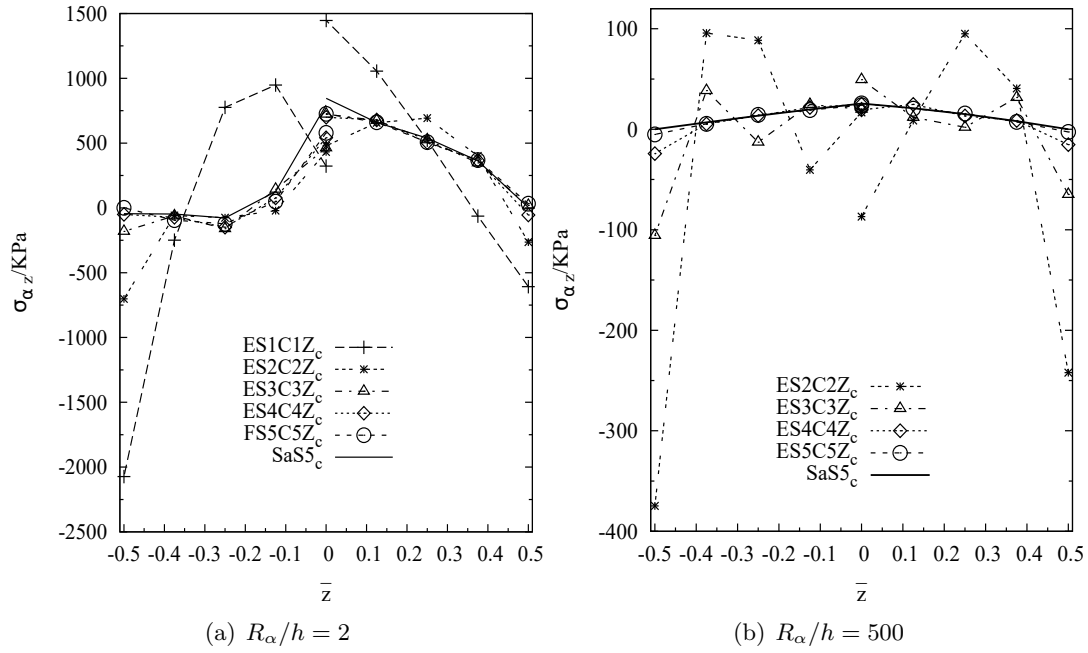 1500
1000
500
0
-500
-1000
-1500
-2000
-2500
σα z/KPa
ES1C1Zc
ES2C2Zc
ES3C3Zc
ES4C4Zc
FS5C5Zc
SaS5c
-0.5 -0.4 -0.3 -0.2 -0.1 0 0.1 0.2 0.3 0.4 0.5
z̄
(a) Rα/h = 2
100
0
-100
-200
-300
-400
σα z/KPa
ES2C2Zc
ES3C3Zc
ES4C4Zc
ES5C5Zc
SaS5c
-0.5 -0.4 -0.3 -0.2 -0.1 0 0.1 0.2 0.3 0.4 0.5
z̄
(b) Rα/h = 500